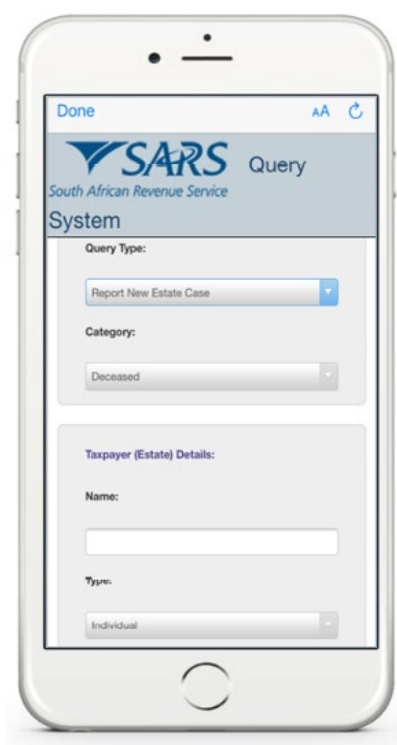 Done
AA
SARS
South African Revenue Service
Query
System
Query Type:
Report New Estate Case
Category:
Deceased
Taxpayer (Estate) Details:
Name:
Type:
Individual